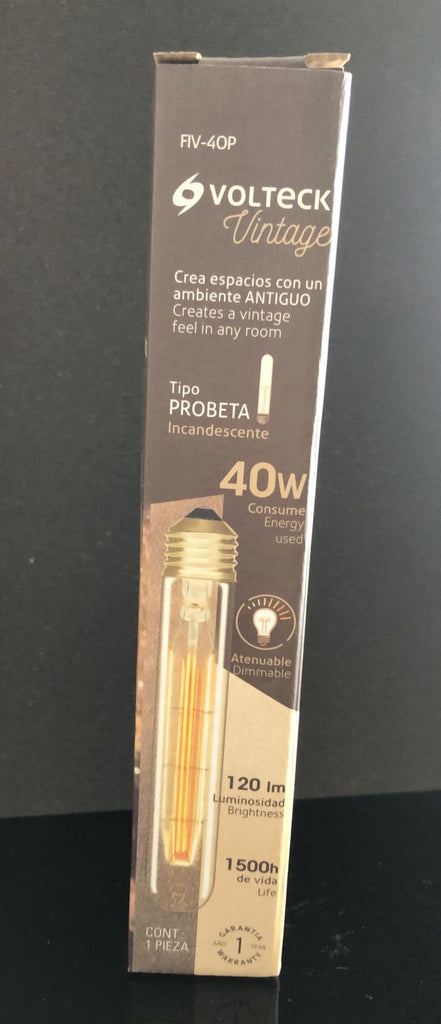 FIV-40P
VOLTECK
Vintage
Crea espacios con un
ambiente ANTIGUO
Creates a vintage
feel in any room
Tipo
PROBETA
Incandescente
40W
Consume
Energy
used
Atenuable
Dimmable
120 lm
Luminosidad
Brightness
1500h
de vida
Life
CONT.:
1 PIEZA
GARANTIA
AÑO 1 YEAR
WARRANTY